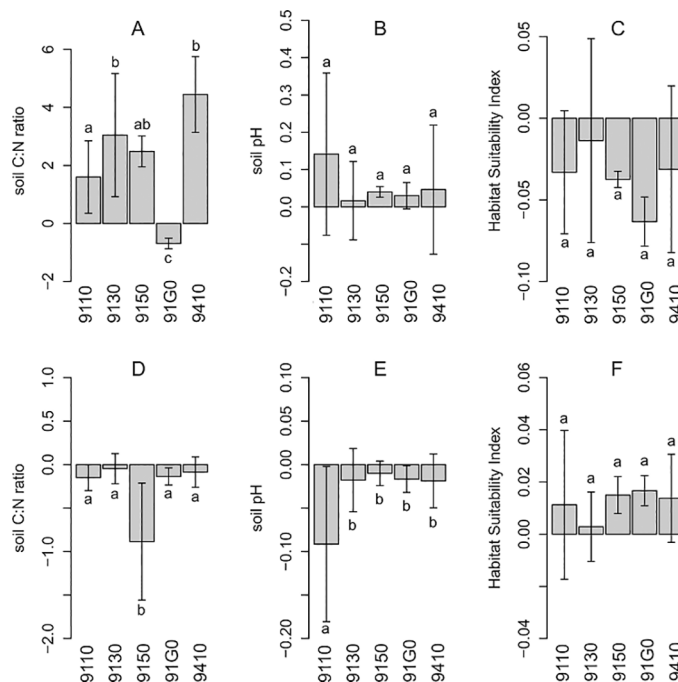 A
soil C:N ratio
6
4
2
0
−2
a
b
ab
c
b
9110
9130
9150
91G0
9410
B
soil pH
0.5
0.4
0.3
0.2
0.1
0.0
−0.2
a
a
a
a
a
9110
9130
9150
91G0
9410
C
Habitat Suitability Index
0.00
−0.05
−0.10
a
a
a
a
a
9110
9130
9150
91G0
9410
D
soil C:N ratio
1.0
0.5
0.0
−1.0
−2.0
a
a
b
a
a
9110
9130
9150
91G0
9410
E
soil pH
0.10
0.05
0.00
−0.10
−0.20
a
b
b
b
b
9110
9130
9150
91G0
9410
F
Habitat Suitability Index
0.06
0.04
0.02
0.00
−0.04
a
a
a
a
a
9110
9130
9150
91G0
9410